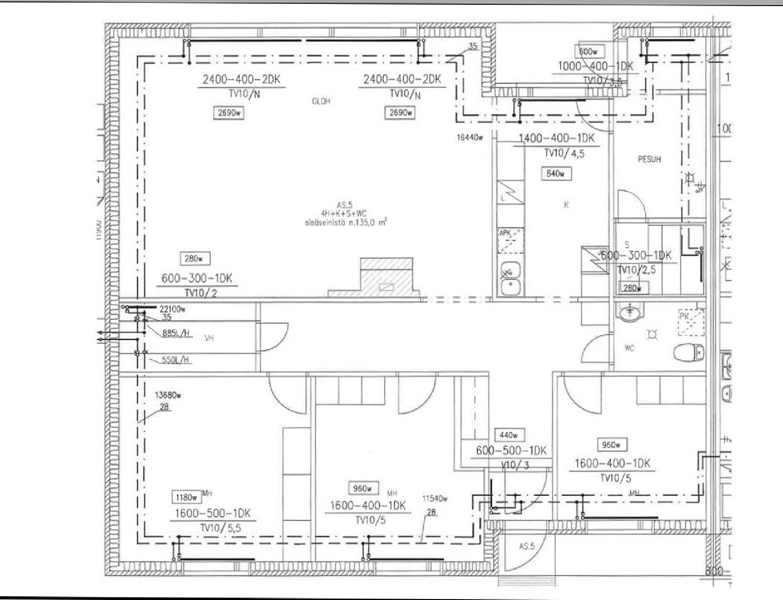 35
2400-400-2DK
TV10/N
2690w
2400-400-2DK
TV10/N
2690w
OLOH
600w
1000-400-1DK
TV10/3,5
16440w
1400-400-1DK
TV10/4,5
840w
K
L
APK
PESUH
AS.5
4H+K+S+WC
sisäseinistö n.135,0 m²
280w
600-300-1DK
TV10/2
S
600-300-1DK
TV10/2,5
280w
22100w
35
885L/H
550L/H
VH
PK
WC
13680w
28
440w
600-500-1DK
V10/3
960w
1600-400-1DK
TV10/5
MH
1180w
MH
1600-500-1DK
TV10/5,5
960w
MH
1600-400-1DK
TV10/5
11540w
28
AS.5